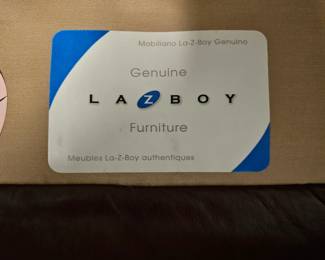 Mobiliario La-Z-Boy Genuino
Genuine
LAZBOY
Furniture
Meubles La-Z-Boy authentiques